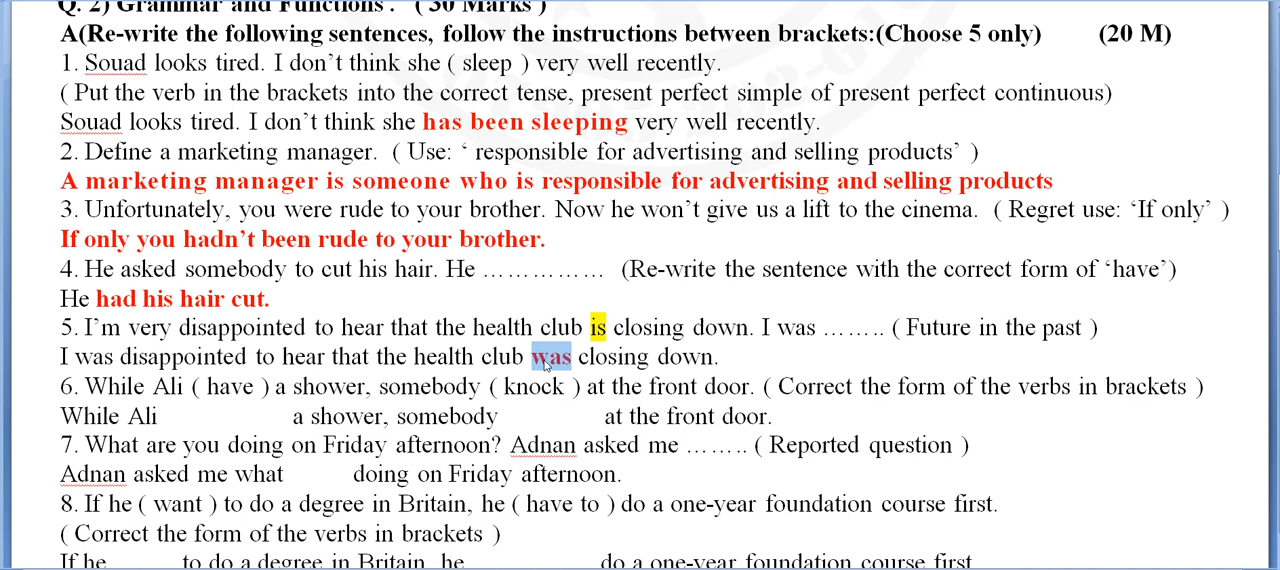 Q. 2) Grammar and Functions : ( 30 Marks )
A(Re-write the following sentences, follow the instructions between brackets:(Choose 5 only) (20 M)
1. Souad looks tired. I don’t think she ( sleep ) very well recently.
( Put the verb in the brackets into the correct tense, present perfect simple of present perfect continuous)
Souad looks tired. I don’t think she has been sleeping very well recently.
2. Define a marketing manager. ( Use: ‘ responsible for advertising and selling products’ )
A marketing manager is someone who is responsible for advertising and selling products
3. Unfortunately, you were rude to your brother. Now he won’t give us a lift to the cinema. ( Regret use: ‘If only’ )
If only you hadn’t been rude to your brother.
4. He asked somebody to cut his hair. He …………… (Re-write the sentence with the correct form of ‘have’)
He had his hair cut.
5. I’m very disappointed to hear that the health club is closing down. I was …….. ( Future in the past )
I was disappointed to hear that the health club was closing down.
6. While Ali ( have ) a shower, somebody ( knock ) at the front door. ( Correct the form of the verbs in brackets )
While Ali a shower, somebody at the front door.
7. What are you doing on Friday afternoon? Adnan asked me …….. ( Reported question )
Adnan asked me what doing on Friday afternoon.
8. If he ( want ) to do a degree in Britain, he ( have to ) do a one-year foundation course first.
( Correct the form of the verbs in brackets )
If he to do a degree in Britain, he do a one-year foundation course first